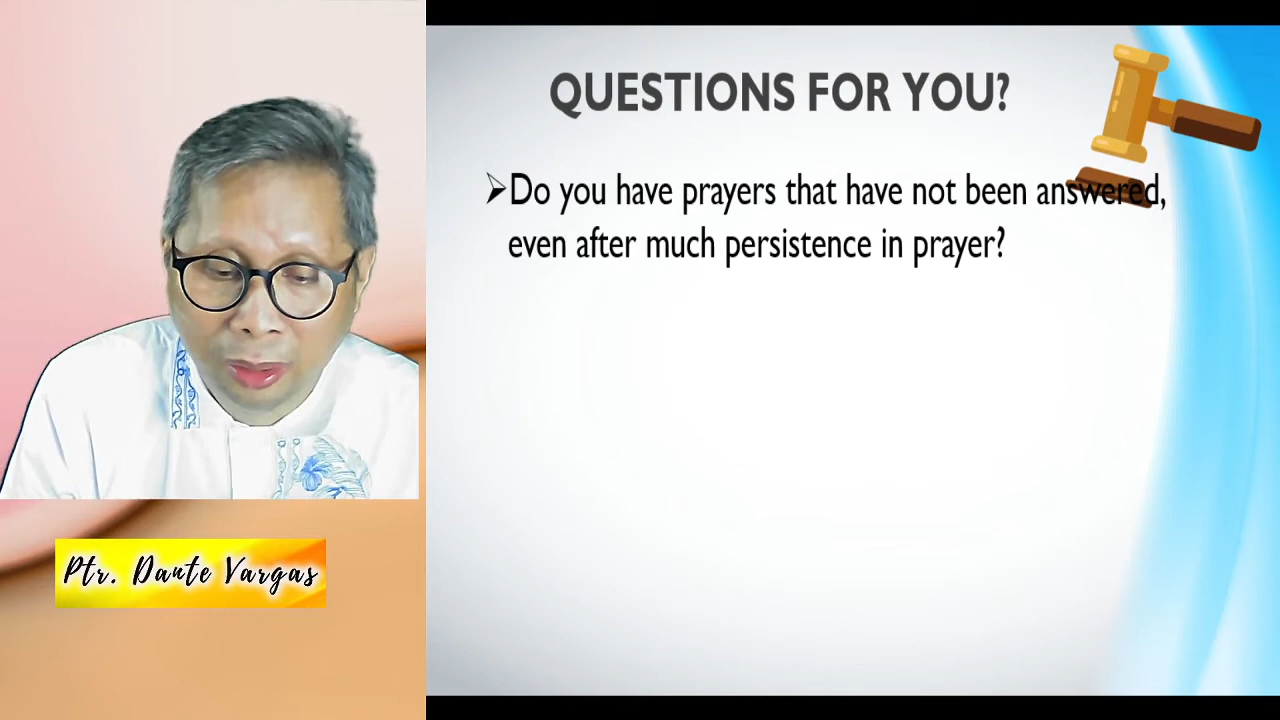 QUESTIONS FOR YOU?
➢Do you have prayers that have not been answered,
even after much persistence in prayer?
Ptr. Dante Vargas